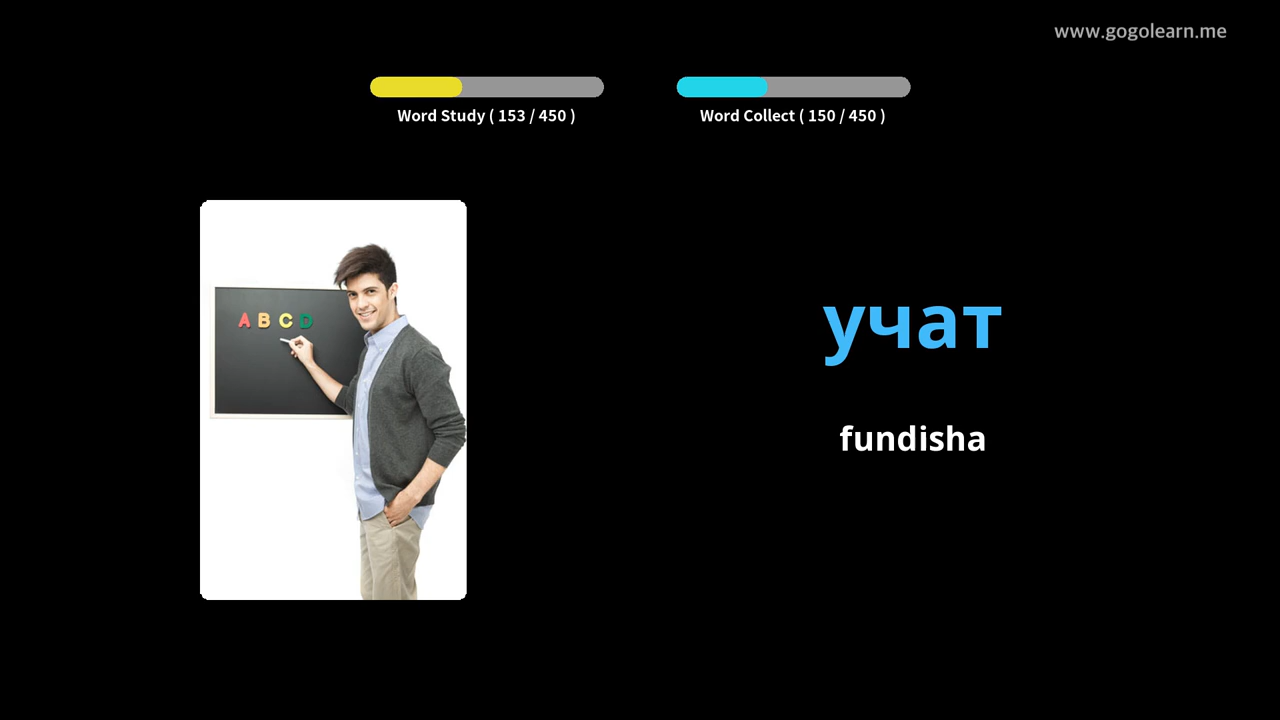 www.gogolearn.me
Word Study ( 153 / 450 )
Word Collect ( 150 / 450 )
A B C D
учат
fundisha